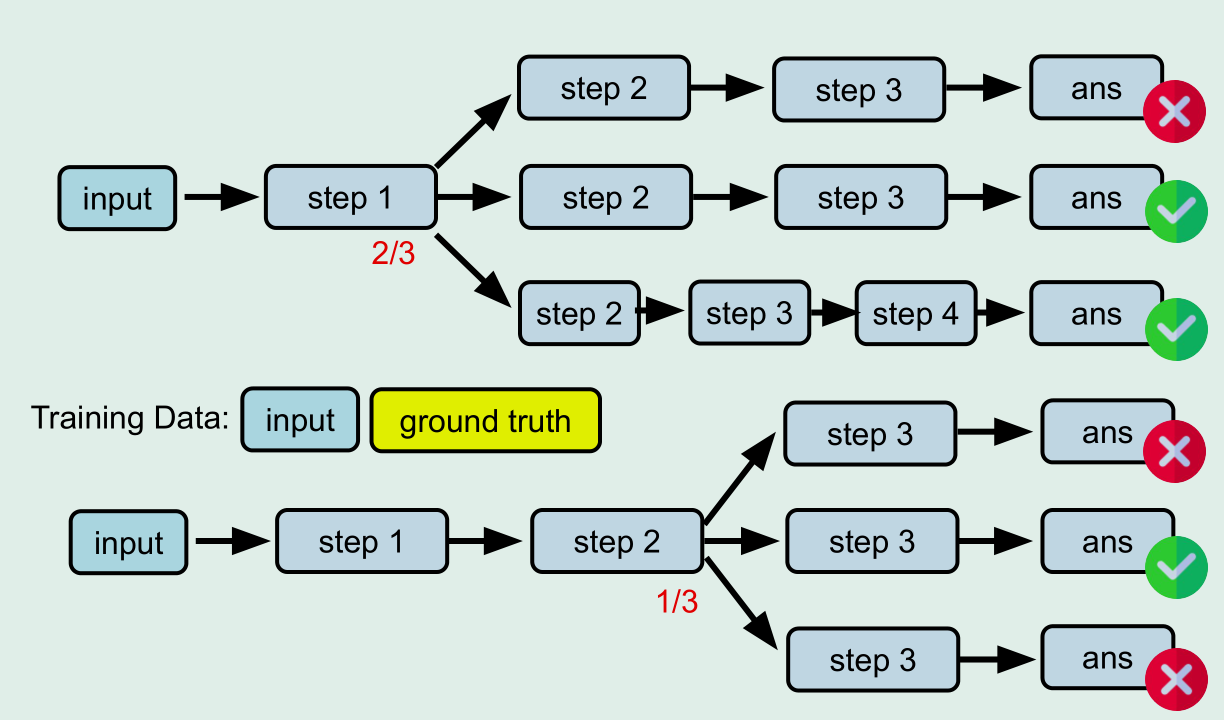 step 2
step 3
ans
input
step 1
step 2
step 3
ans
2/3
step 2
step 3
step 4
ans
Training Data:
input
ground truth
step 3
ans
input
step 1
step 2
step 3
ans
1/3
step 3
ans